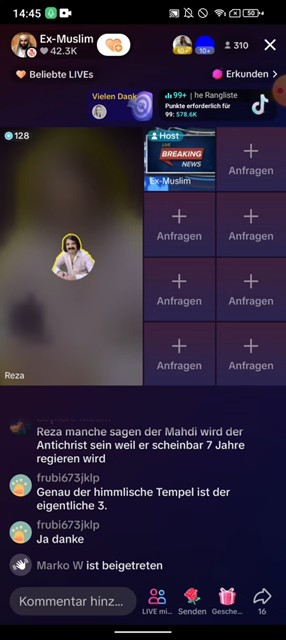 14:45
50
Ex-Muslim
42.3K
310
10+
Beliebte LIVEs
Erkunden >
Vielen Dank
99+ | he Rangliste
Punkte erforderlich für
99: 578.6K
128
Host
LIVE
BREAKING
NEWS
Ex-Muslim
Anfragen
Anfragen
Anfragen
Anfragen
Anfragen
Anfragen
Anfragen
Reza
Reza manche sagen der Mahdi wird der
Antichrist sein weil er scheinbar 7 Jahre
regieren wird
frubi673jklp
Genau der himmlische Tempel ist der
eigentliche 3.
frubi673jklp
Ja danke
Marko W ist beigetreten
Kommentar hinz...
LIVE mi...
Senden
Gesche...
16